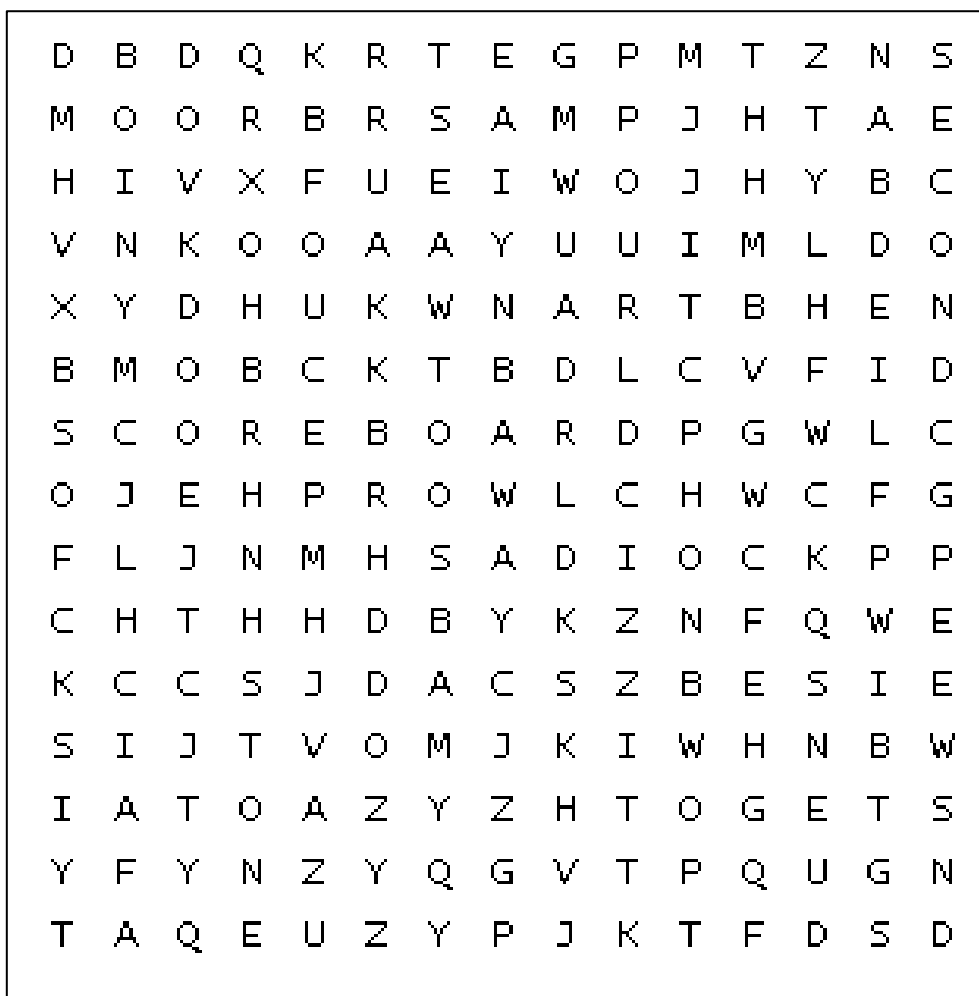 D B D Q K R T E G P M T Z N S
M O O R B R S A M P J H T A E
H I V X F U E I W O J H Y B C
V N K O O A A Y U U I M L D O
X Y D H U K W N A R T B H E N
B M O B C K T B D L C V F I D
S C O R E B O A R D P G W L C
O J E H P R O W L C H W C F G
F L J N M H S A D I O C K P P
C H T H H D B Y K Z N F Q W E
K C C S J D A C S Z B E S I E
S I J T V O M J K I W H N B W
I A T O A Z Y Z H T O G E T S
Y F Y N Z Y Q G V T P Q U G N
T A Q E U Z Y P J K T F D S D